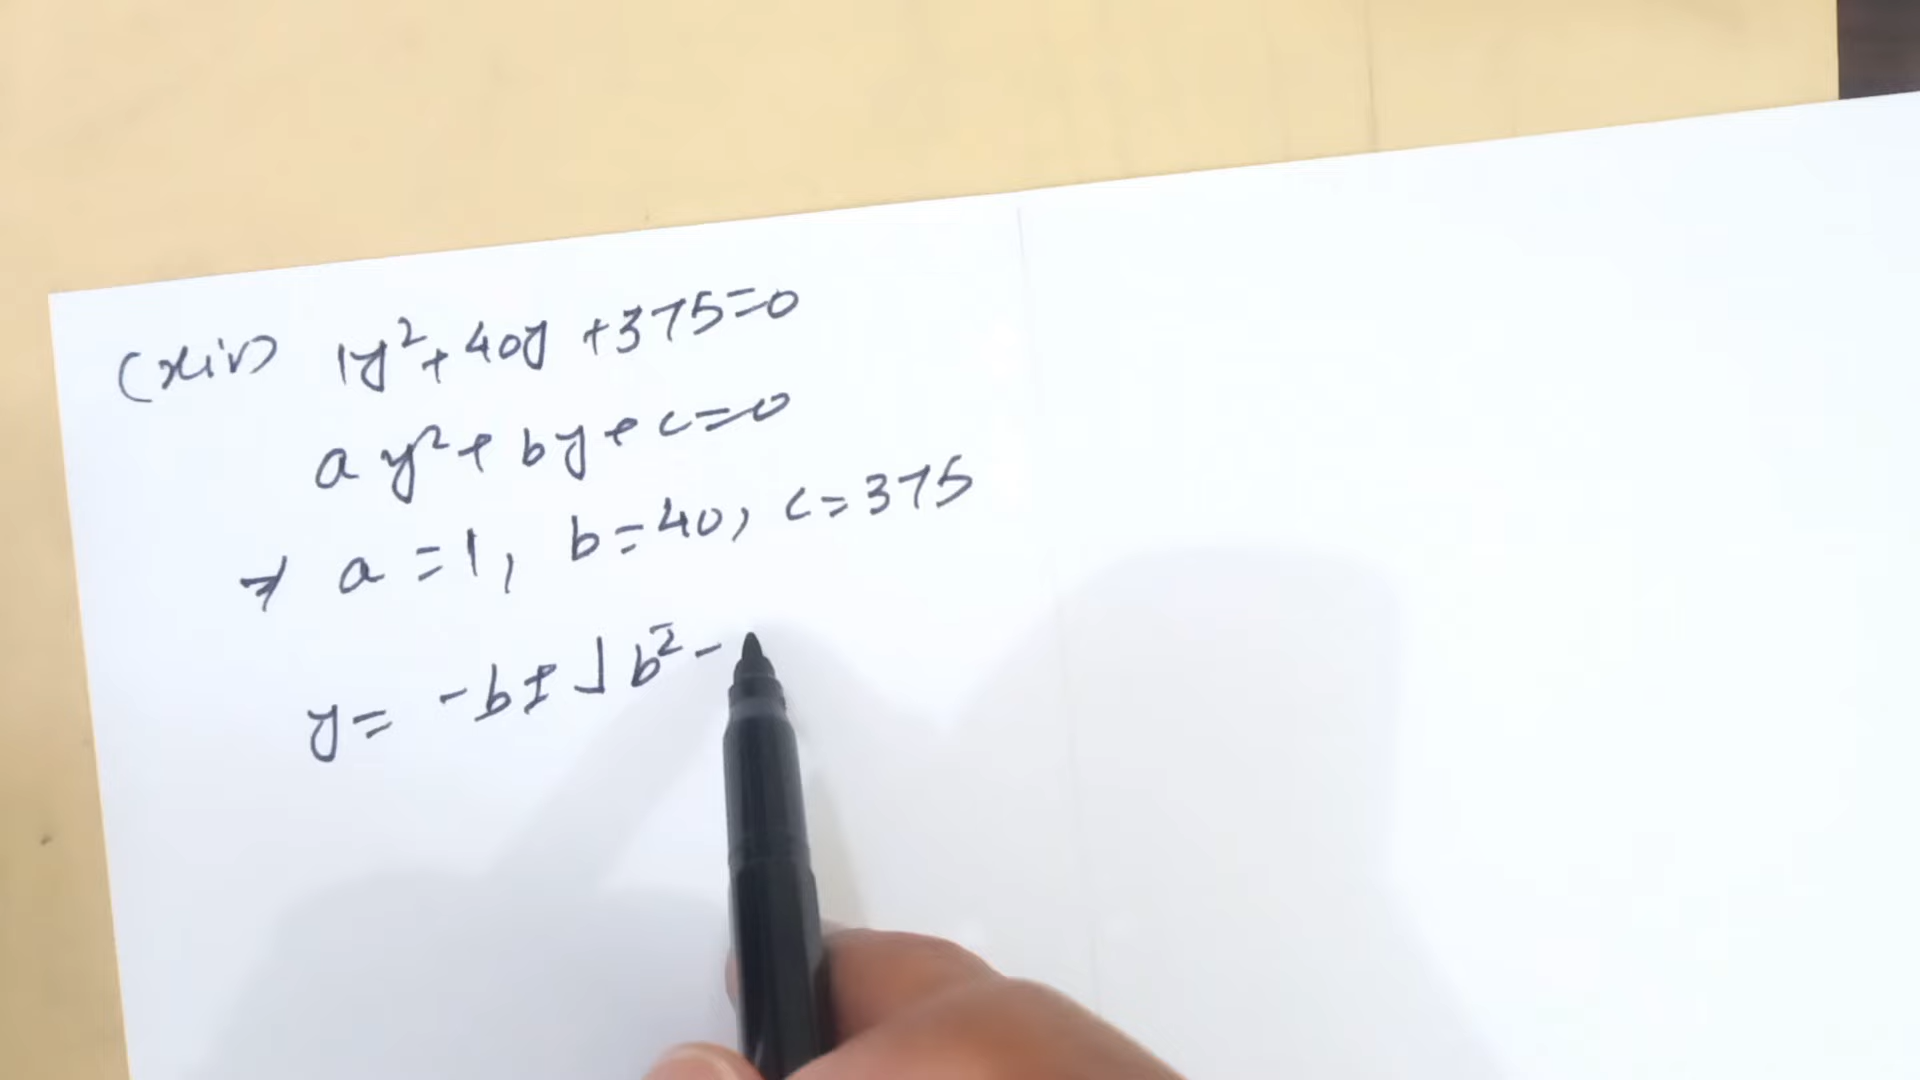 (xiv) 1y²+40y+375=0
ay²+by+c=0
⇒ a=1, b=40, c=375
y= -b±√b²-